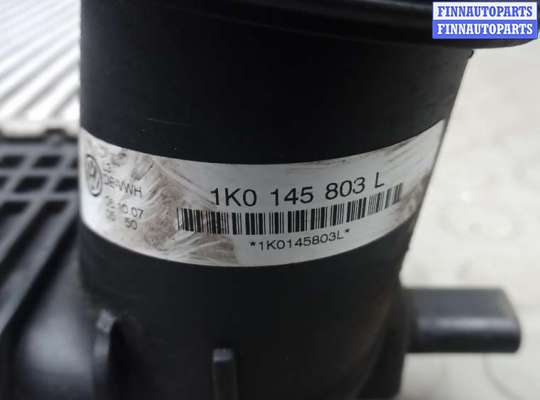 FINNAUTOPARTS
FINNAUTOPARTS
1K0 145 803 L
*1K0145803L*